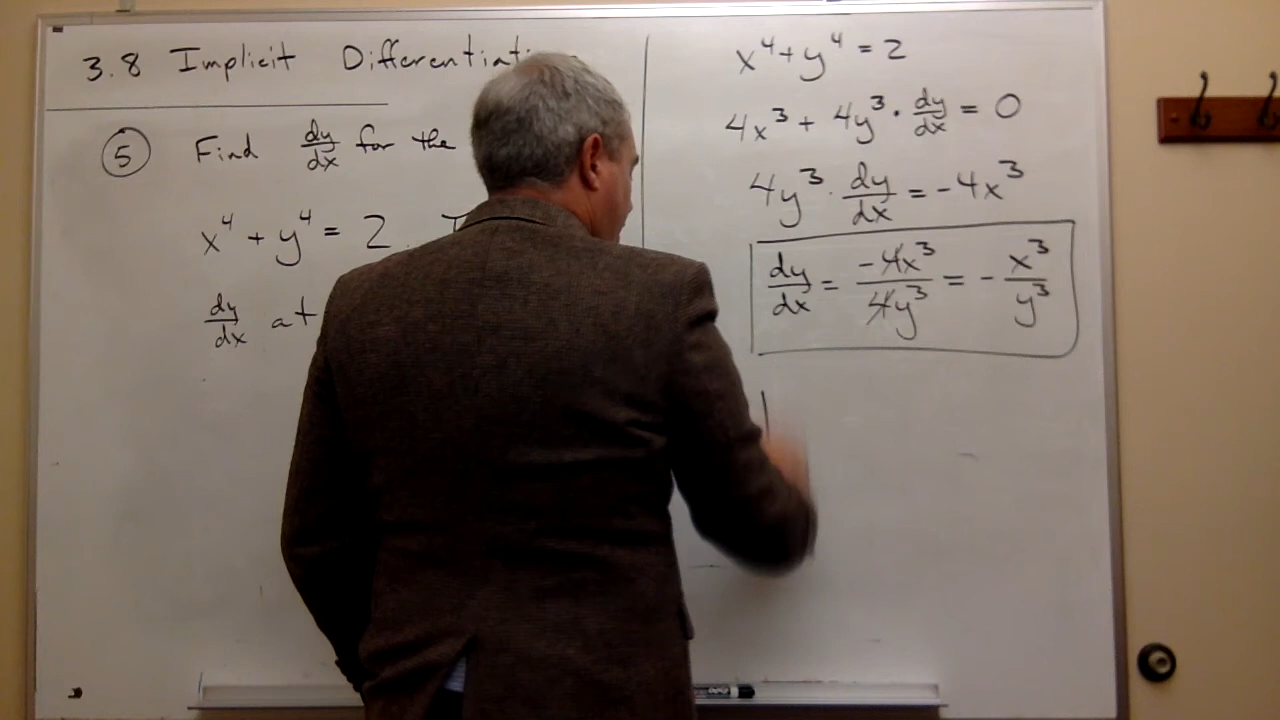 3.8 Implicit Differentiati
⑤ Find dy/dx for the
x⁴ + y⁴ = 2.
dy/dx at
x⁴ + y⁴ = 2
4x³ + 4y³ · dy/dx = 0
4y³ · dy/dx = -4x³
dy/dx = -4x³/4y³ = - x³/y³